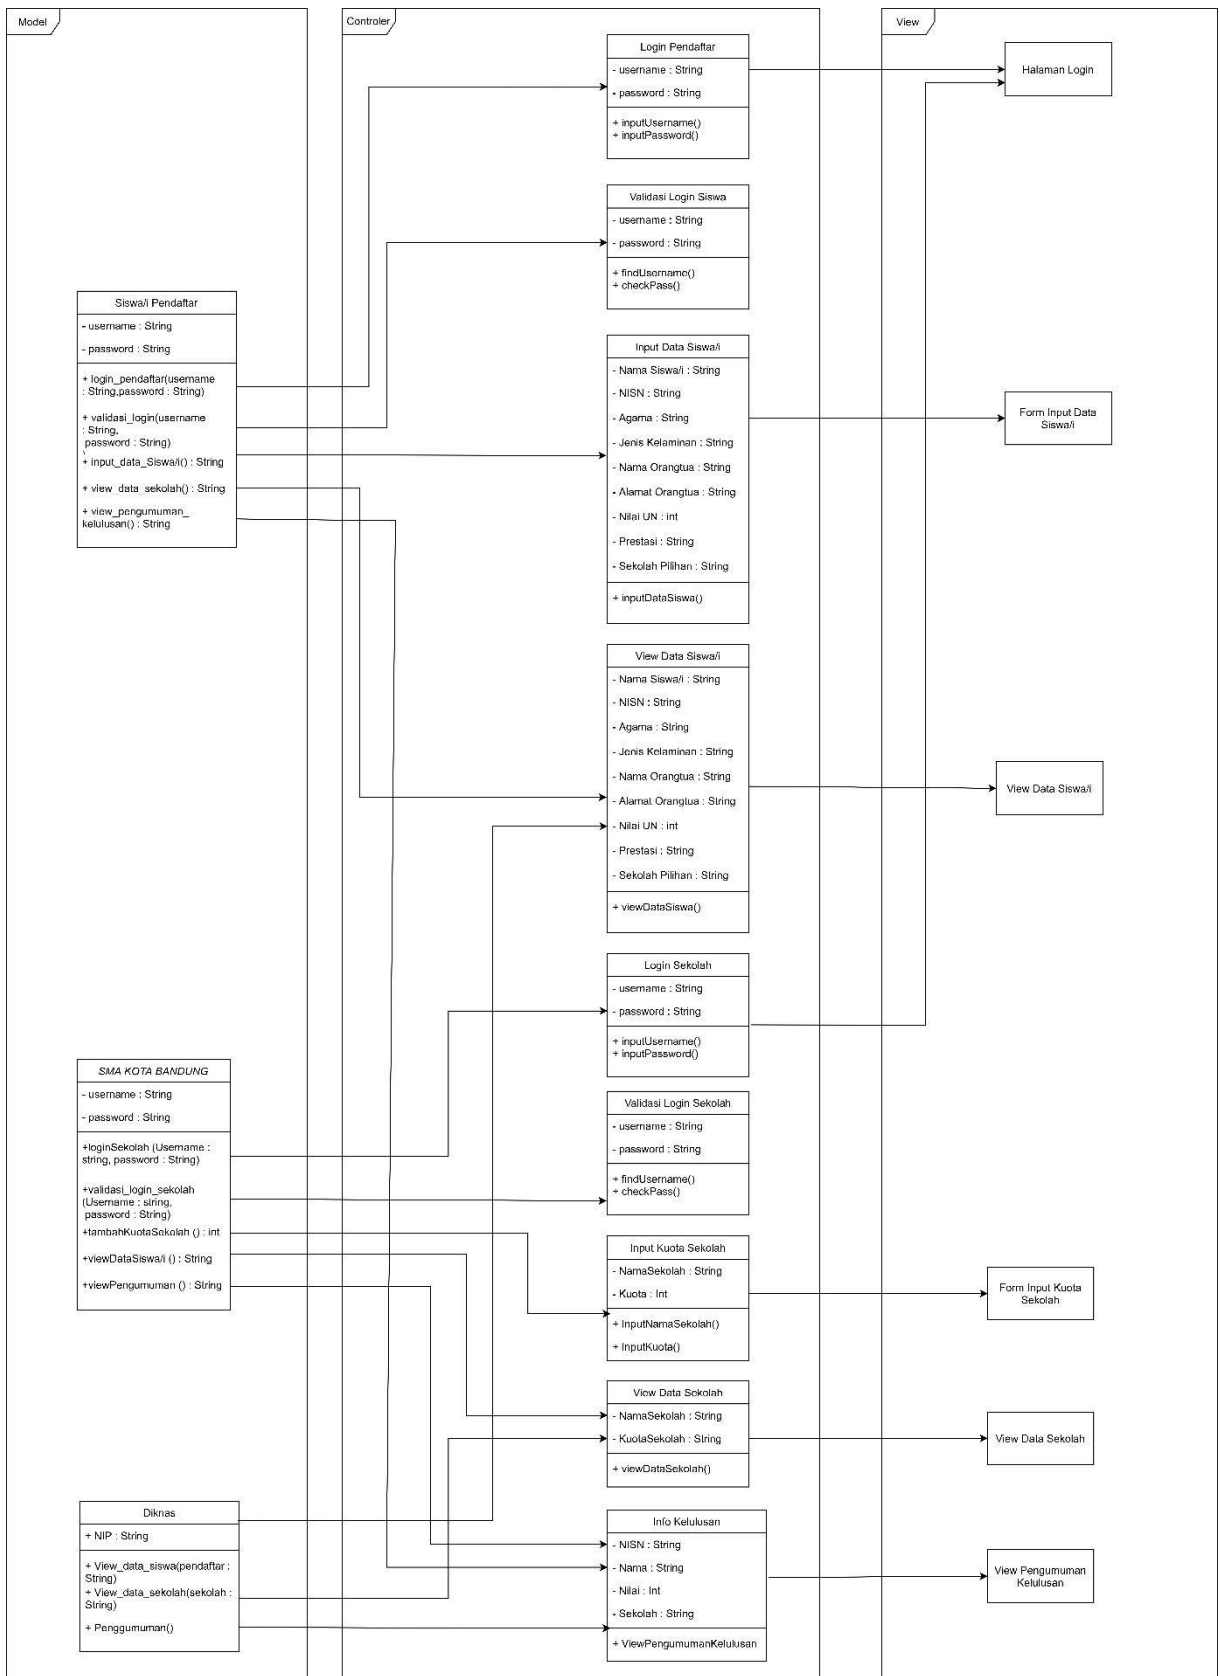 Model
Siswa/i Pendaftar
- username : String
- password : String
+ login_pendaftar(username
: String,password : String)
+ validasi_login(username
: String,
password : String)
)
+ input_data_Siswa/i() : String
+ view_data_sekolah() : String
+ view_pengumuman_
kelulusan() : String
SMA KOTA BANDUNG
- username : String
- password : String
+loginSekolah (Username :
string, password : String)
+validasi_login_sekolah
(Username : string,
password : String)
+tambahKuotaSekolah () : int
+viewDataSiswa/i () : String
+viewPengumuman () : String
Diknas
+ NIP : String
+ View_data_siswa(pendaftar :
String)
+ View_data_sekolah(sekolah :
String)
+ Penggumuman()
Controler
Login Pendaftar
- username : String
- password : String
+ inputUsername()
+ inputPassword()
Validasi Login Siswa
- username : String
- password : String
+ findUsername()
+ checkPass()
Input Data Siswa/i
- Nama Siswa/i : String
- NISN : String
- Agama : String
- Jenis Kelaminan : String
- Nama Orangtua : String
- Alamat Orangtua : String
- Nilai UN : int
- Prestasi : String
- Sekolah Pilihan : String
+ inputDataSiswa()
View Data Siswa/i
- Nama Siswa/i : String
- NISN : String
- Agama : String
- Jenis Kelaminan : String
- Nama Orangtua : String
- Alamat Orangtua : String
- Nilai UN : int
- Prestasi : String
- Sekolah Pilihan : String
+ viewDataSiswa()
Login Sekolah
- username : String
- password : String
+ inputUsername()
+ inputPassword()
Validasi Login Sekolah
- username : String
- password : String
+ findUsername()
+ checkPass()
Input Kuota Sekolah
- NamaSekolah : String
- Kuota : Int
+ InputNamaSekolah()
+ InputKuota()
View Data Sekolah
- NamaSekolah : String
- KuotaSekolah : String
+ viewDataSekolah()
Info Kelulusan
- NISN : String
- Nama : String
- Nilai : Int
- Sekolah : String
+ ViewPengumumanKelulusan
View
Halaman Login
Form Input Data
Siswa/i
View Data Siswa/i
Form Input Kuota
Sekolah
View Data Sekolah
View Pengumuman
Kelulusan